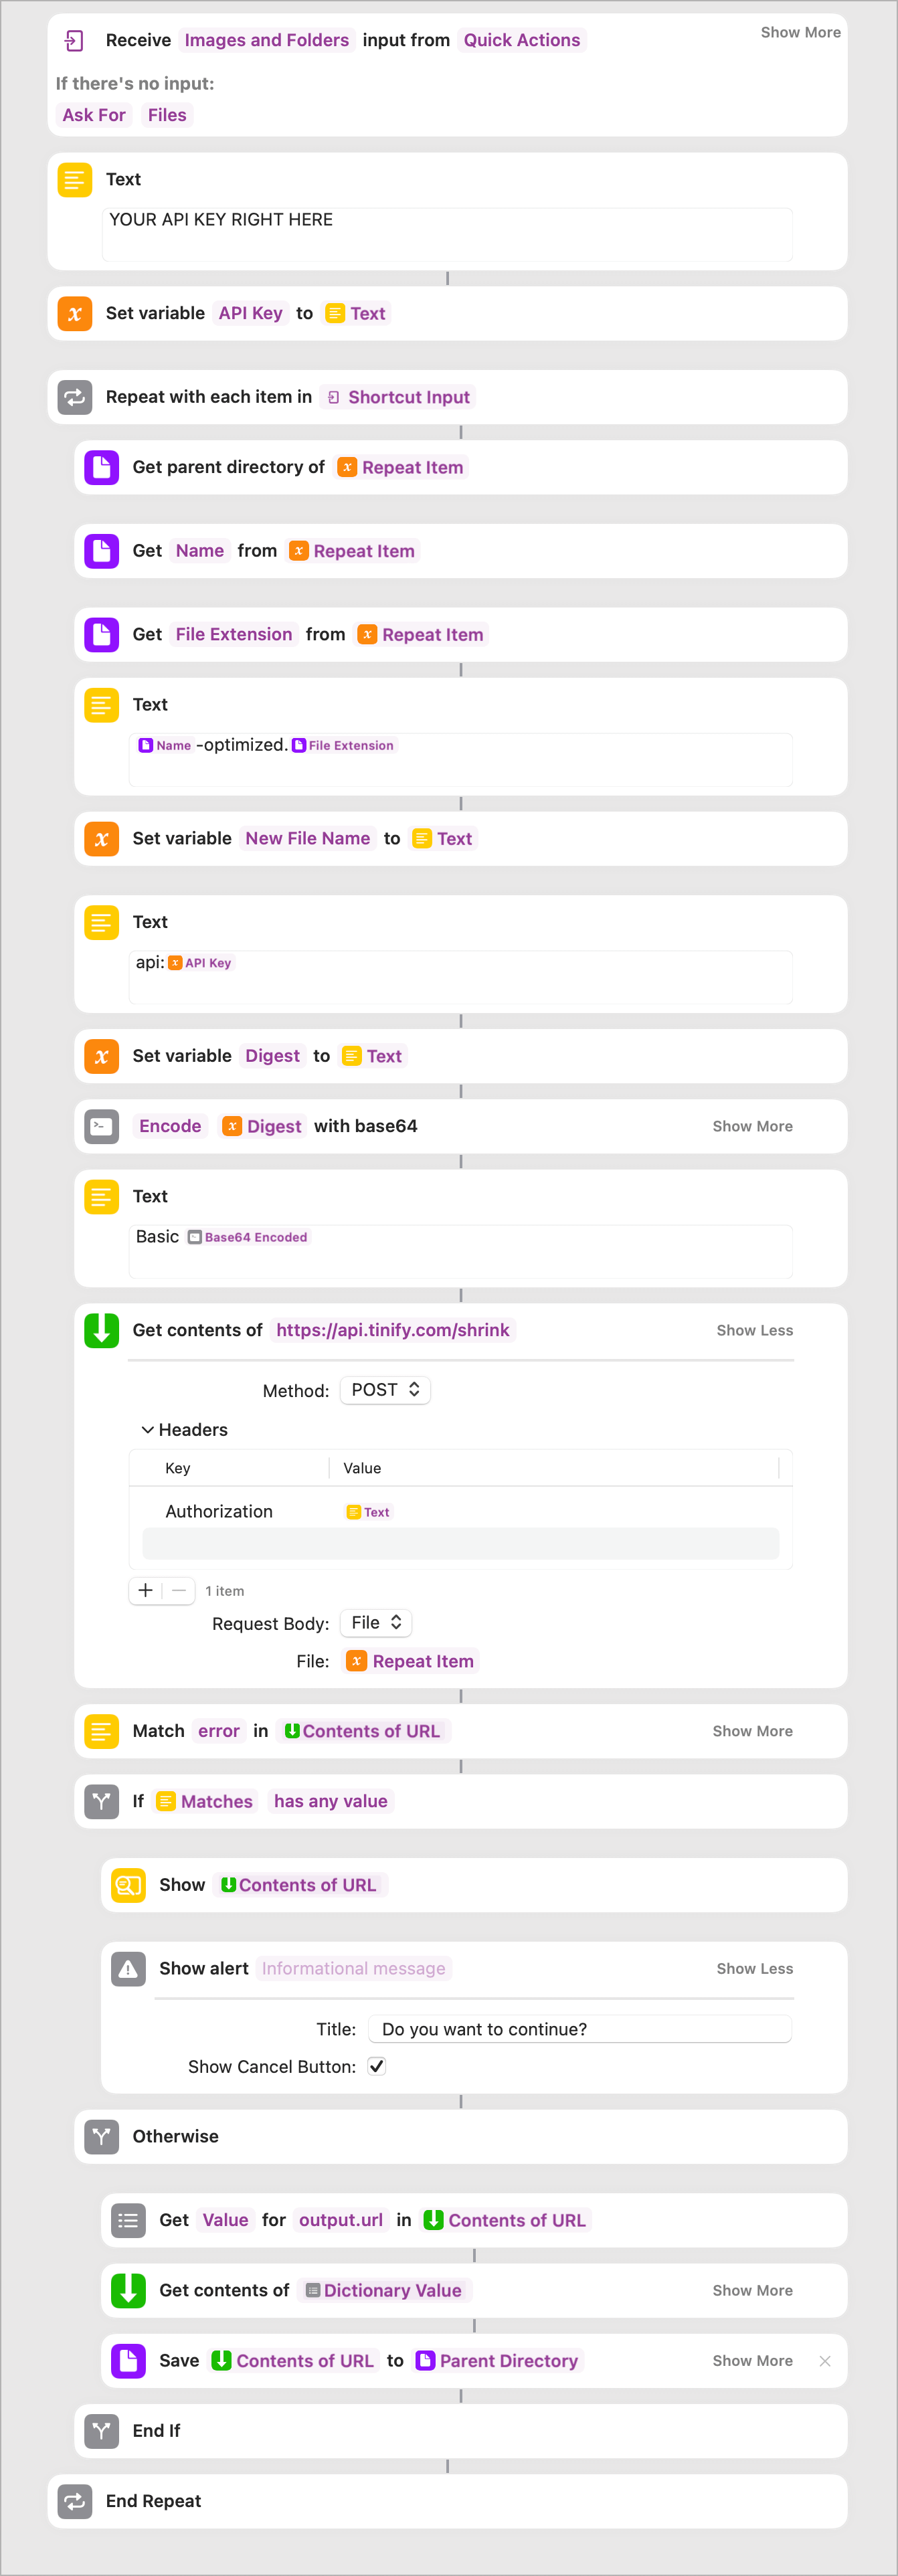 Receive Images and Folders input from Quick Actions Show More
If there's no input:
Ask For Files
Text
YOUR API KEY RIGHT HERE
x Set variable API Key to Text
Repeat with each item in Shortcut Input
Get parent directory of x Repeat Item
Get Name from x Repeat Item
Get File Extension from x Repeat Item
Text
Name -optimized. File Extension
x Set variable New File Name to Text
Text
api: x API Key
x Set variable Digest to Text
Encode x Digest with base64 Show More
Text
Basic Base64 Encoded
Get contents of https://api.tinify.com/shrink Show Less
Method: POST
Headers
Key Value
Authorization Text
+ − 1 item
Request Body: File
File: x Repeat Item
Match error in Contents of URL Show More
If Matches has any value
Show Contents of URL
Show alert Informational message Show Less
Title: Do you want to continue?
Show Cancel Button:
Otherwise
Get Value for output.url in Contents of URL
Get contents of Dictionary Value Show More
Save Contents of URL to Parent Directory Show More
End If
End Repeat